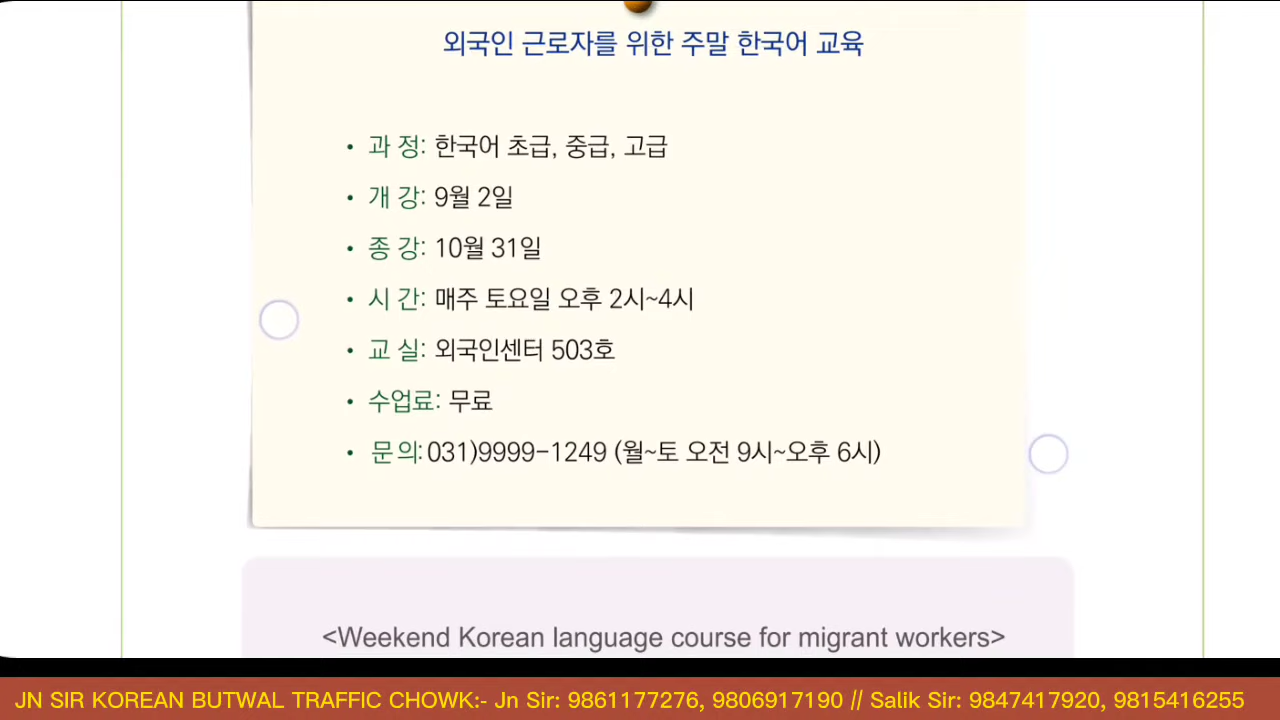 외국인 근로자를 위한 주말 한국어 교육
• 과 정: 한국어 초급, 중급, 고급
• 개 강: 9월 2일
• 종 강: 10월 31일
• 시 간: 매주 토요일 오후 2시~4시
• 교 실: 외국인센터 503호
• 수업료: 무료
• 문 의: 031)9999-1249 (월~토 오전 9시~오후 6시)
<Weekend Korean language course for migrant workers>
JN SIR KOREAN BUTWAL TRAFFIC CHOWK:- Jn Sir: 9861177276, 9806917190 // Salik Sir: 9847417920, 9815416255